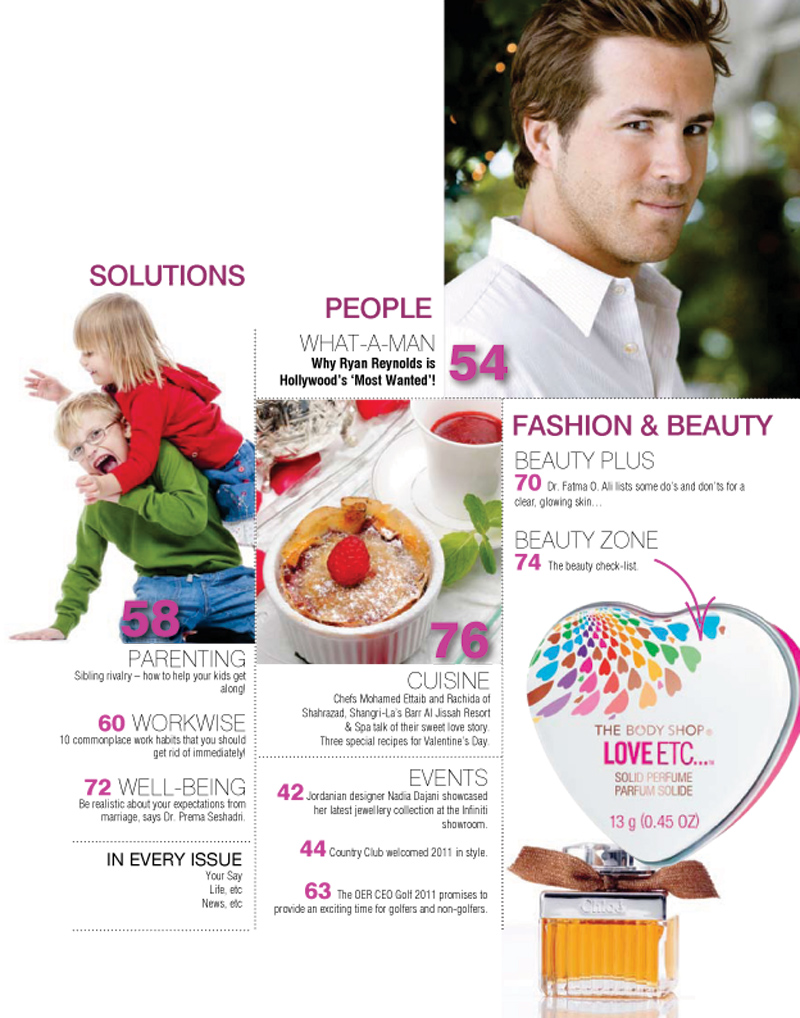 SOLUTIONS
58
PARENTING
Sibling rivalry – how to help your kids get
along!
60 WORKWISE
10 commonplace work habits that you should
get rid of immediately!
72 WELL-BEING
Be realistic about your expectations from
marriage, says Dr. Prema Seshadri.
IN EVERY ISSUE
Your Say
Life, etc
News, etc
PEOPLE
WHAT-A-MAN
Why Ryan Reynolds is
Hollywood's 'Most Wanted'!
54
76
CUISINE
Chefs Mohamed Ettaib and Rachida of
Shahrazad, Shangri-La's Barr Al Jissah Resort
& Spa talk of their sweet love story.
Three special recipes for Valentine's Day.
EVENTS
42 Jordanian designer Nadia Dajani showcased
her latest jewellery collection at the Infiniti
showroom.
44 Country Club welcomed 2011 in style.
63 The OER CEO Golf 2011 promises to
provide an exciting time for golfers and non-golfers.
FASHION & BEAUTY
BEAUTY PLUS
70 Dr. Fatma O. Ali lists some do's and don'ts for a
clear, glowing skin…
BEAUTY ZONE
74 The beauty check-list.
THE BODY SHOP®
LOVE ETC...™
SOLID PERFUME
PARFUM SOLIDE
13 g (0.45 OZ)
Chloé